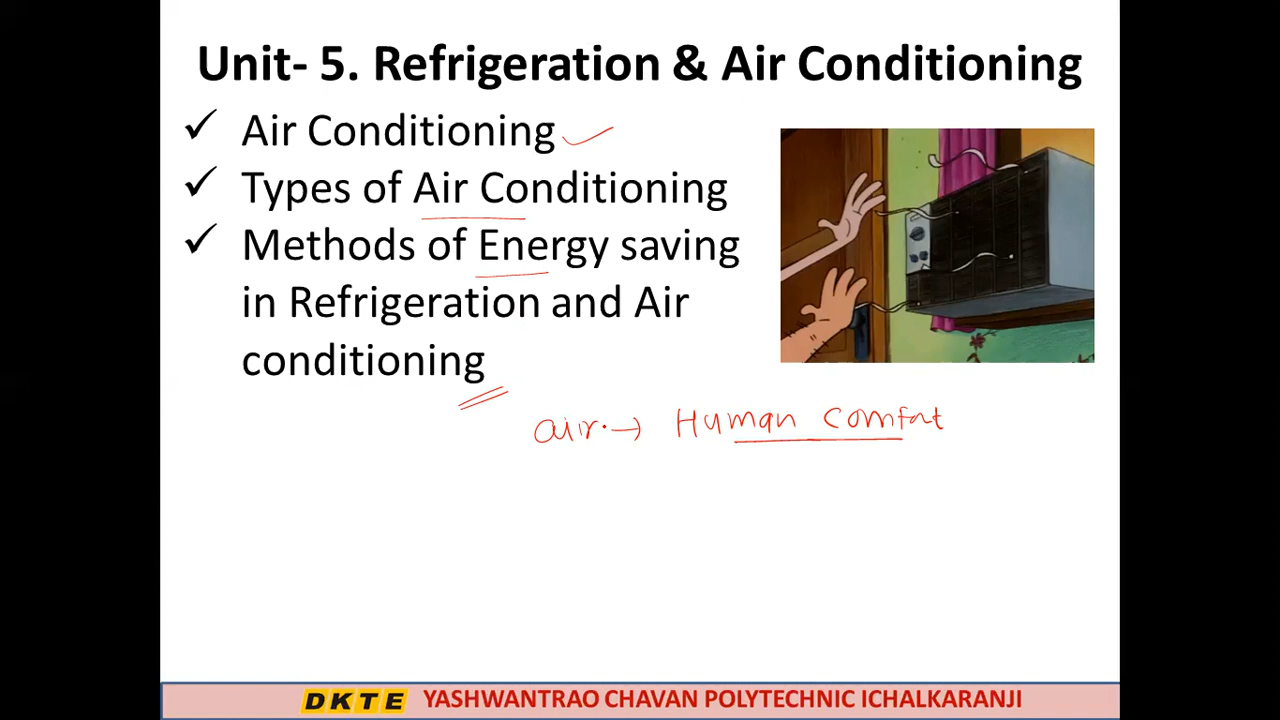 Unit- 5. Refrigeration & Air Conditioning
✓ Air Conditioning
✓ Types of Air Conditioning
✓ Methods of Energy saving
in Refrigeration and Air
conditioning
air → Human comfort
DKTE YASHWANTRAO CHAVAN POLYTECHNIC ICHALKARANJI